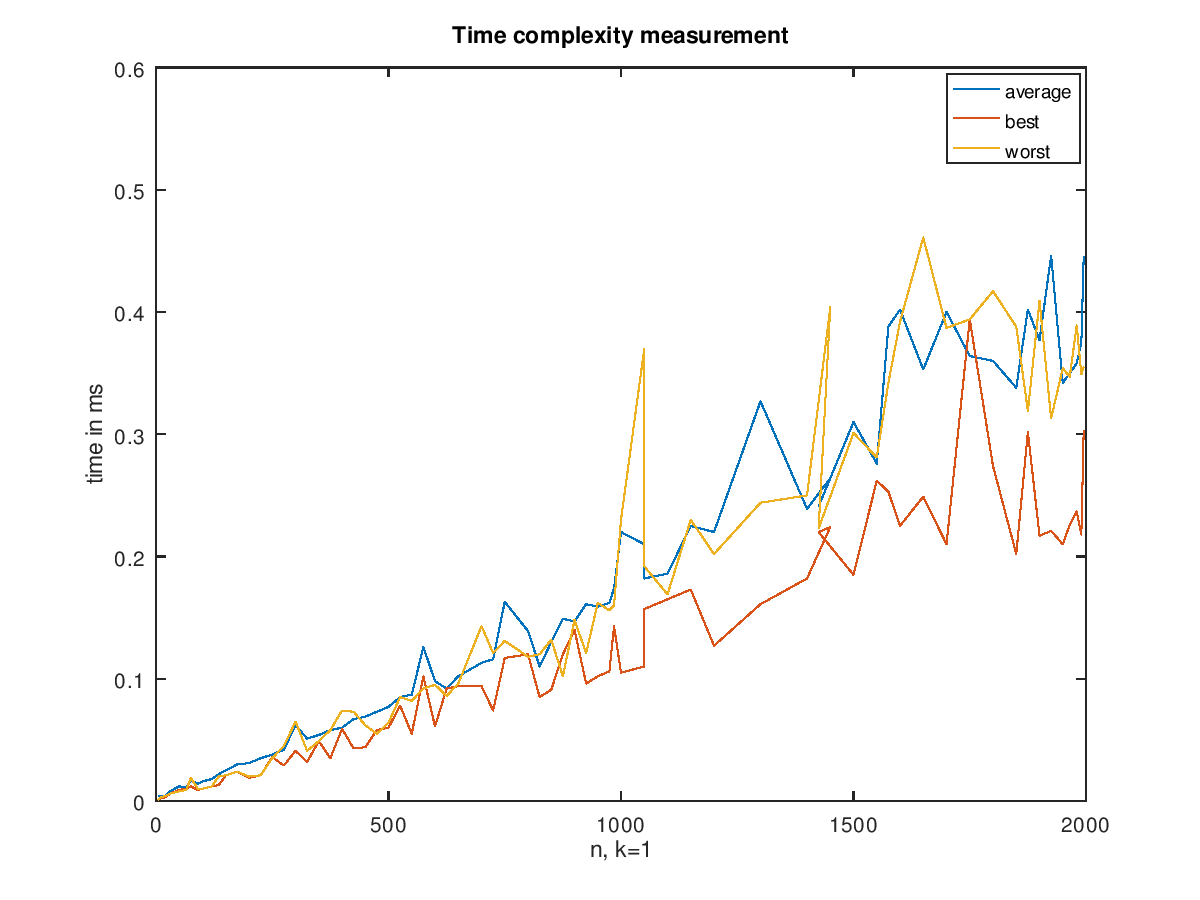 Time complexity measurement
average
best
worst
time in ms
0.6
0.5
0.4
0.3
0.2
0.1
0
0 500 1000 1500 2000
n, k=1